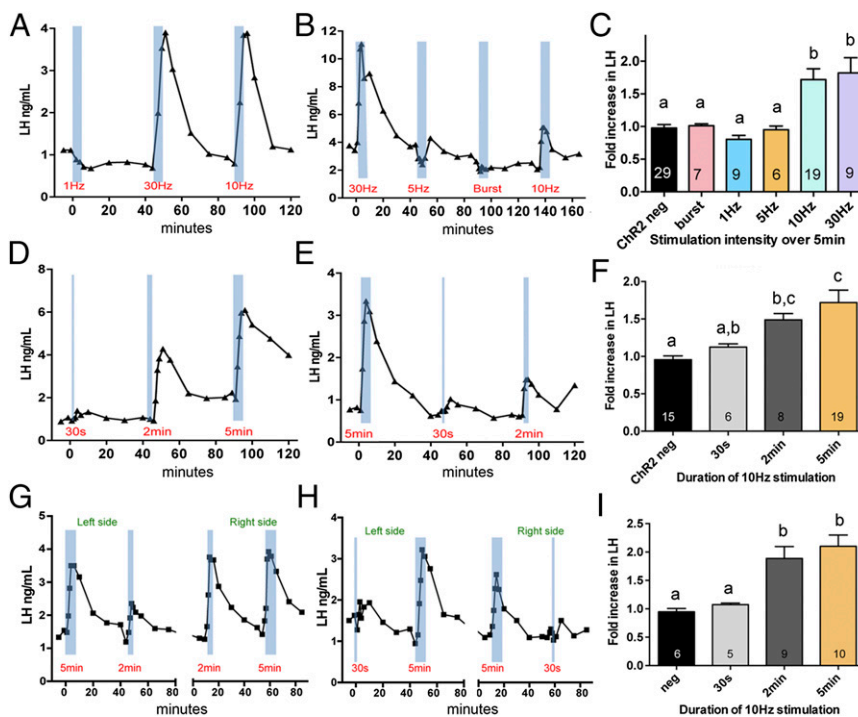 A
LH ng/mL
4
3
2
1
0
1Hz 30Hz 10Hz
0 20 40 60 80 100 120
minutes
B
LH ng/mL
12
10
8
6
4
2
0
30Hz 5Hz Burst 10Hz
0 20 40 60 80 100 120 140 160
minutes
C
Fold increase in LH
2.0
1.5
1.0
0.5
0.0
a a a a b b
29 7 9 6 19 9
ChR2 neg burst 1Hz 5Hz 10Hz 30Hz
Stimulation intensity over 5min
D
LH ng/mL
8
6
4
2
0
30s 2min 5min
0 20 40 60 80 100 120
minutes
E
LH ng/mL
4
3
2
1
0
5min 30s 2min
0 20 40 60 80 100 120
minutes
F
Fold increase in LH
2.0
1.5
1.0
0.5
0.0
a a,b b,c c
15 6 8 19
ChR2 neg 30s 2min 5min
Duration of 10Hz stimulation
G
Left side Right side
LH ng/mL
5
4
3
2
1
0
5min 2min 2min 5min
0 20 40 60 80 0 20 40 60 80
minutes
H
Left side Right side
LH ng/mL
4
3
2
1
0
30s 5min 5min 30s
0 20 40 60 80 0 20 40 60 80
minutes
I
Fold increase in LH
2.5
2.0
1.5
1.0
0.5
0.0
a a b b
6 5 9 10
neg 30s 2min 5min
Duration of 10Hz stimulation